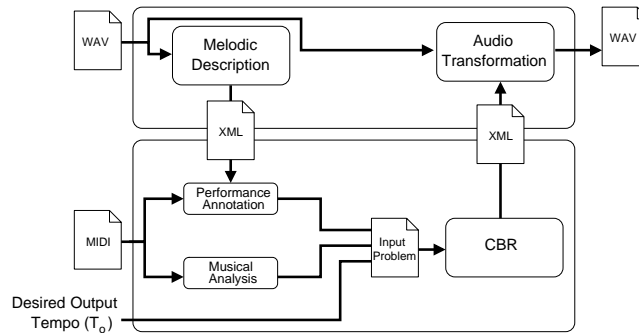 WAV
Melodic
Description
Audio
Transformation
WAV
XML
XML
Performance
Annotation
MIDI
Musical
Analysis
Input
Problem
CBR
Desired Output
Tempo (To)